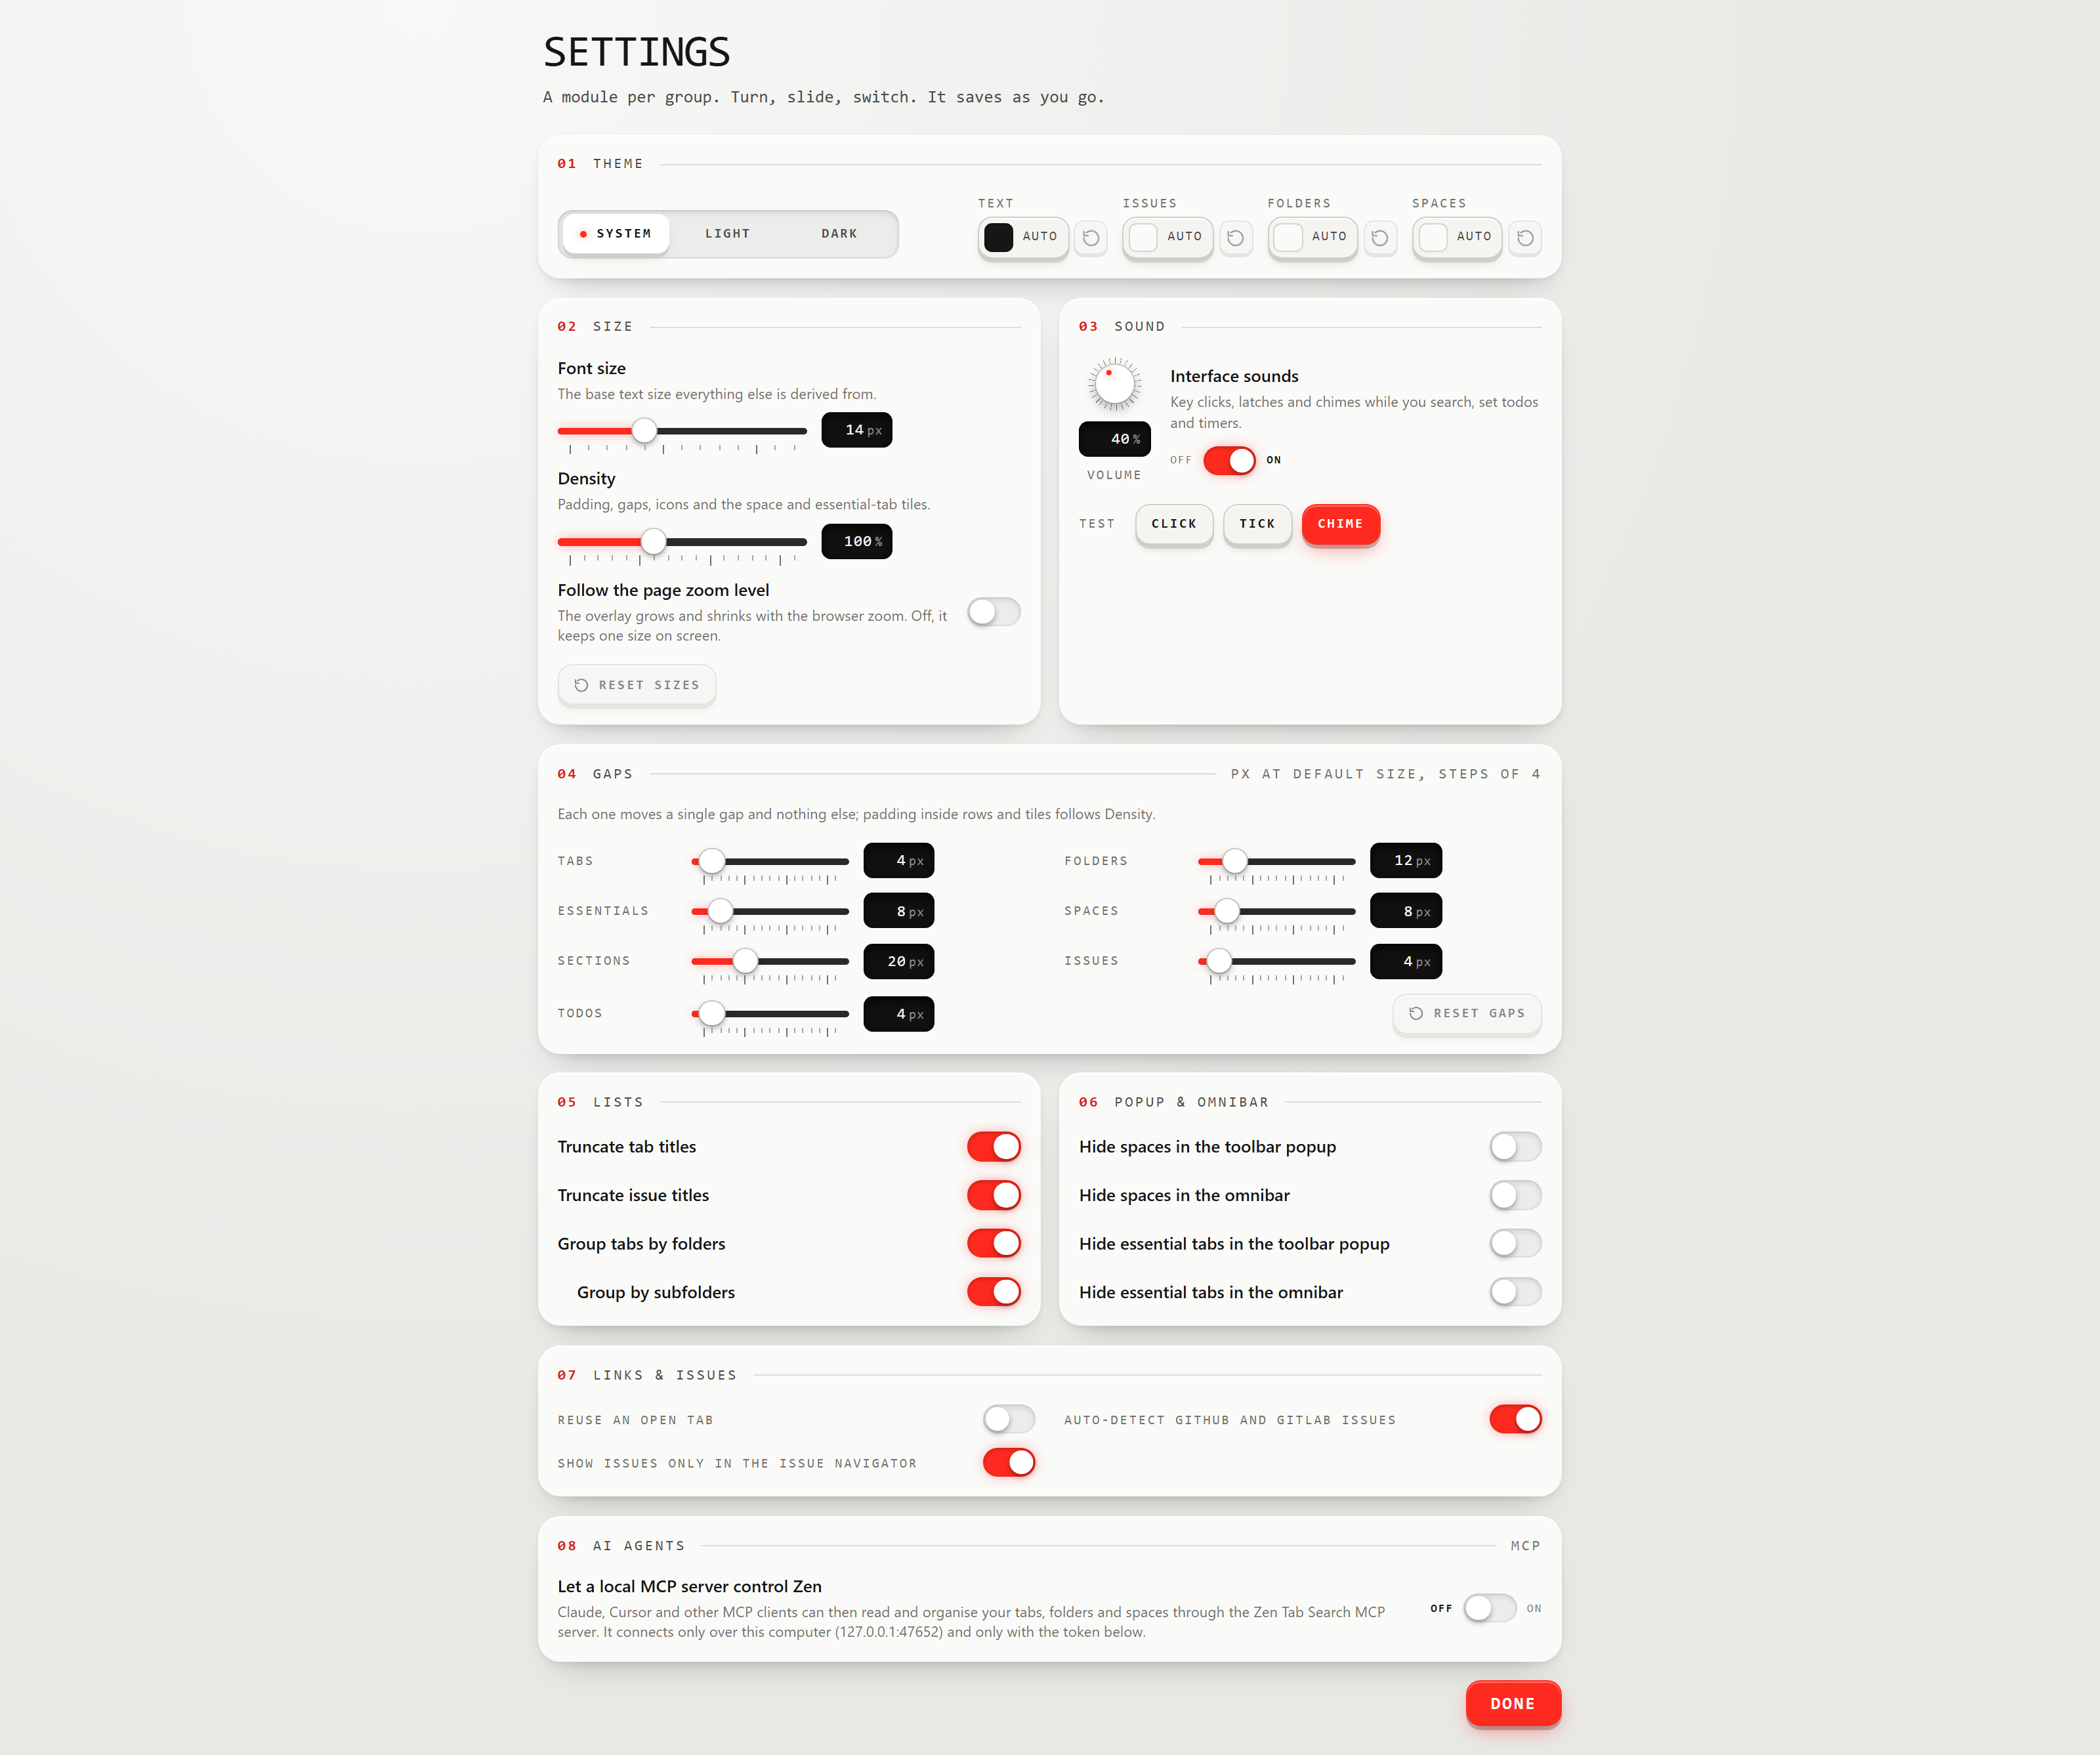 SETTINGS
A module per group. Turn, slide, switch. It saves as you go.
01 THEME
SYSTEM LIGHT DARK
TEXT ISSUES FOLDERS SPACES
AUTO AUTO AUTO AUTO
02 SIZE
Font size
The base text size everything else is derived from.
14 px
Density
Padding, gaps, icons and the space and essential-tab tiles.
100 %
Follow the page zoom level
The overlay grows and shrinks with the browser zoom. Off, it
keeps one size on screen.
RESET SIZES
03 SOUND
40 %
VOLUME
Interface sounds
Key clicks, latches and chimes while you search, set todos
and timers.
OFF ON
TEST CLICK TICK CHIME
04 GAPS PX AT DEFAULT SIZE, STEPS OF 4
Each one moves a single gap and nothing else; padding inside rows and tiles follows Density.
TABS 4 px FOLDERS 12 px
ESSENTIALS 8 px SPACES 8 px
SECTIONS 20 px ISSUES 4 px
TODOS 4 px RESET GAPS
05 LISTS
Truncate tab titles
Truncate issue titles
Group tabs by folders
Group by subfolders
06 POPUP & OMNIBAR
Hide spaces in the toolbar popup
Hide spaces in the omnibar
Hide essential tabs in the toolbar popup
Hide essential tabs in the omnibar
07 LINKS & ISSUES
REUSE AN OPEN TAB AUTO-DETECT GITHUB AND GITLAB ISSUES
SHOW ISSUES ONLY IN THE ISSUE NAVIGATOR
08 AI AGENTS MCP
Let a local MCP server control Zen
Claude, Cursor and other MCP clients can then read and organise your tabs, folders and spaces through the Zen Tab Search MCP
server. It connects only over this computer (127.0.0.1:47652) and only with the token below.
OFF ON
DONE